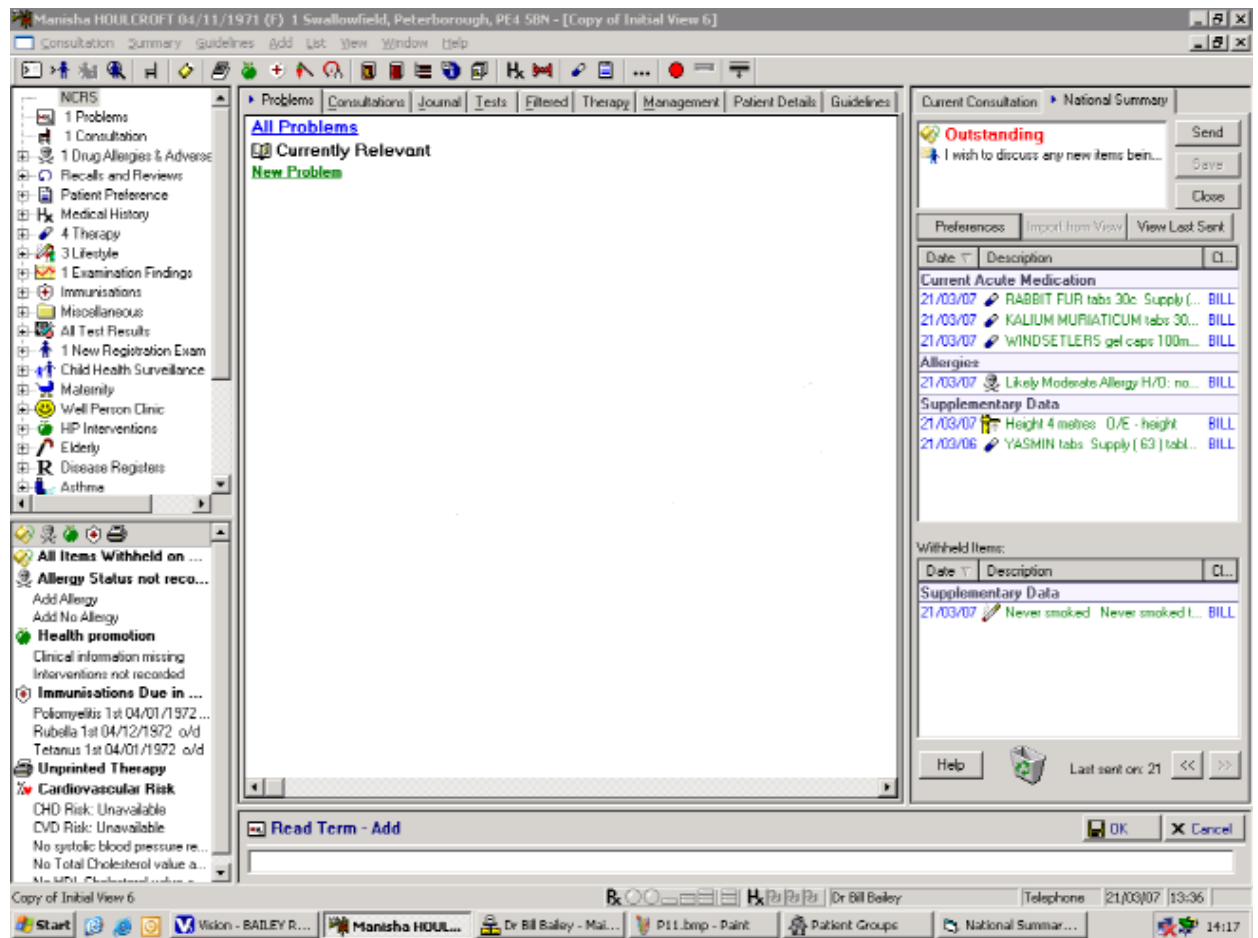 Manisha HOULCROFT 04/11/1971 (F) 1 Swallowfield, Peterborough, PE4 5BN - [Copy of Initial View 6]
Consultation Summary Guidelines Add List View Window Help
NCRS
1 Problems
1 Consultation
1 Drug Allergies & Adverse
Recalls and Reviews
Patient Preference
Medical History
4 Therapy
3 Lifestyle
1 Examination Findings
Immunisations
Miscellaneous
All Test Results
1 New Registration Exam
Child Health Surveillance
Maternity
Well Person Clinic
HP Interventions
Elderly
Disease Registers
Asthma
All Items Withheld on ...
Allergy Status not reco...
Add Allergy
Add No Allergy
Health promotion
Clinical information missing
Interventions not recorded
Immunisations Due in ...
Poliomyelitis 1st 04/01/1972 ...
Rubella 1st 04/12/1972 o/d
Tetanus 1st 04/01/1972 o/d
Unprinted Therapy
Cardiovascular Risk
CHD Risk: Unavailable
CVD Risk: Unavailable
No systolic blood pressure re...
No Total Cholesterol value a...
Problems Consultations Journal Tests Filtered Therapy Management Patient Details Guidelines
All Problems
Currently Relevant
New Problem
Read Term - Add
OK Cancel
Current Consultation National Summary
Outstanding
I wish to discuss any new items bein...
Send
Save
Close
Preferences Import from View View Last Sent
Date Description Cl...
Current Acute Medication
21/03/07 RABBIT FUR tabs 30c Supply (... BILL
21/03/07 KALIUM MURIATICUM tabs 30... BILL
21/03/07 WINDSETLERS gel caps 100m... BILL
Allergies
21/03/07 Likely Moderate Allergy H/O: no... BILL
Supplementary Data
21/03/07 Height 4 metres O/E - height BILL
21/03/06 YASMIN tabs Supply ( 63 ) tabl... BILL
Withheld Items:
Date Description Cl...
Supplementary Data
21/03/07 Never smoked Never smoked t... BILL
Help Last sent on: 21 << >>
Copy of Initial View 6 Dr Bill Bailey Telephone 21/03/07 13:36
Start Vision - BAILEY R... Manisha HOUL... Dr Bill Bailey - Mai... P11.bmp - Paint Patient Groups National Summar... 14:17